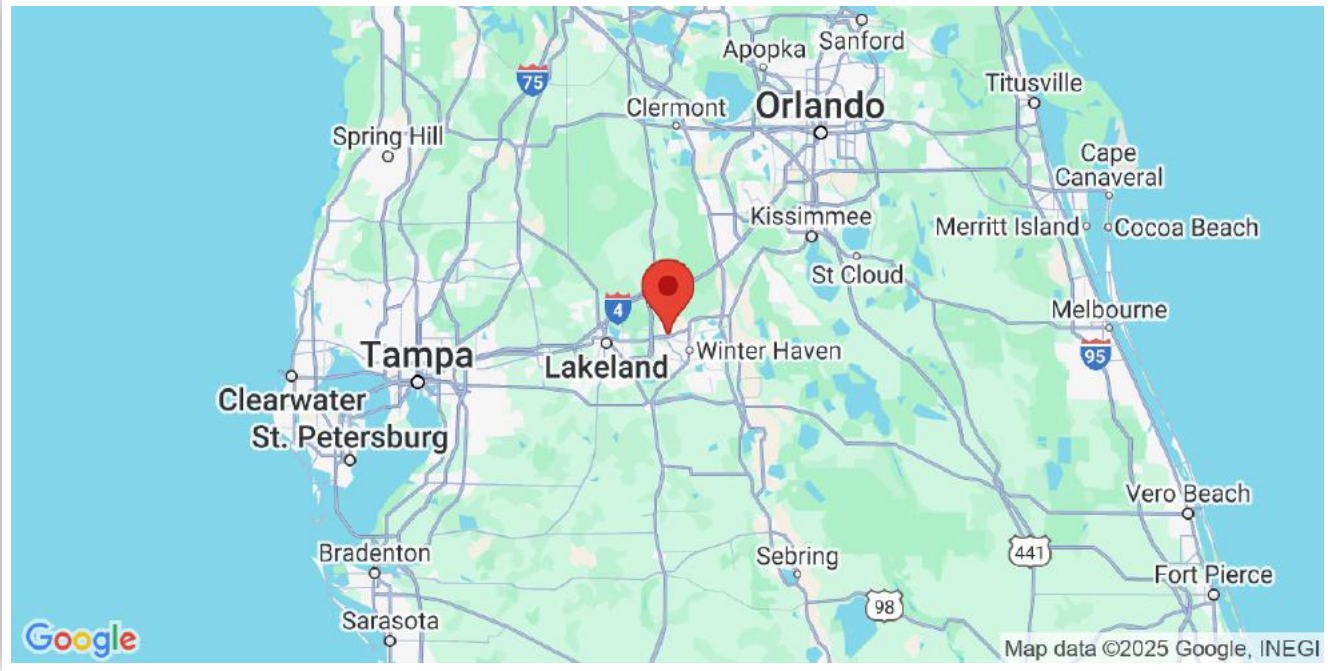 Apopka
Sanford
75
Titusville
Clermont
Orlando
Spring Hill
Cape
Canaveral
Kissimmee
Merritt Island
Cocoa Beach
St Cloud
4
Melbourne
Winter Haven
Tampa
Lakeland
95
Clearwater
St. Petersburg
Vero Beach
Bradenton
Sebring
441
Fort Pierce
98
Sarasota
Google
Map data ©2025 Google, INEGI